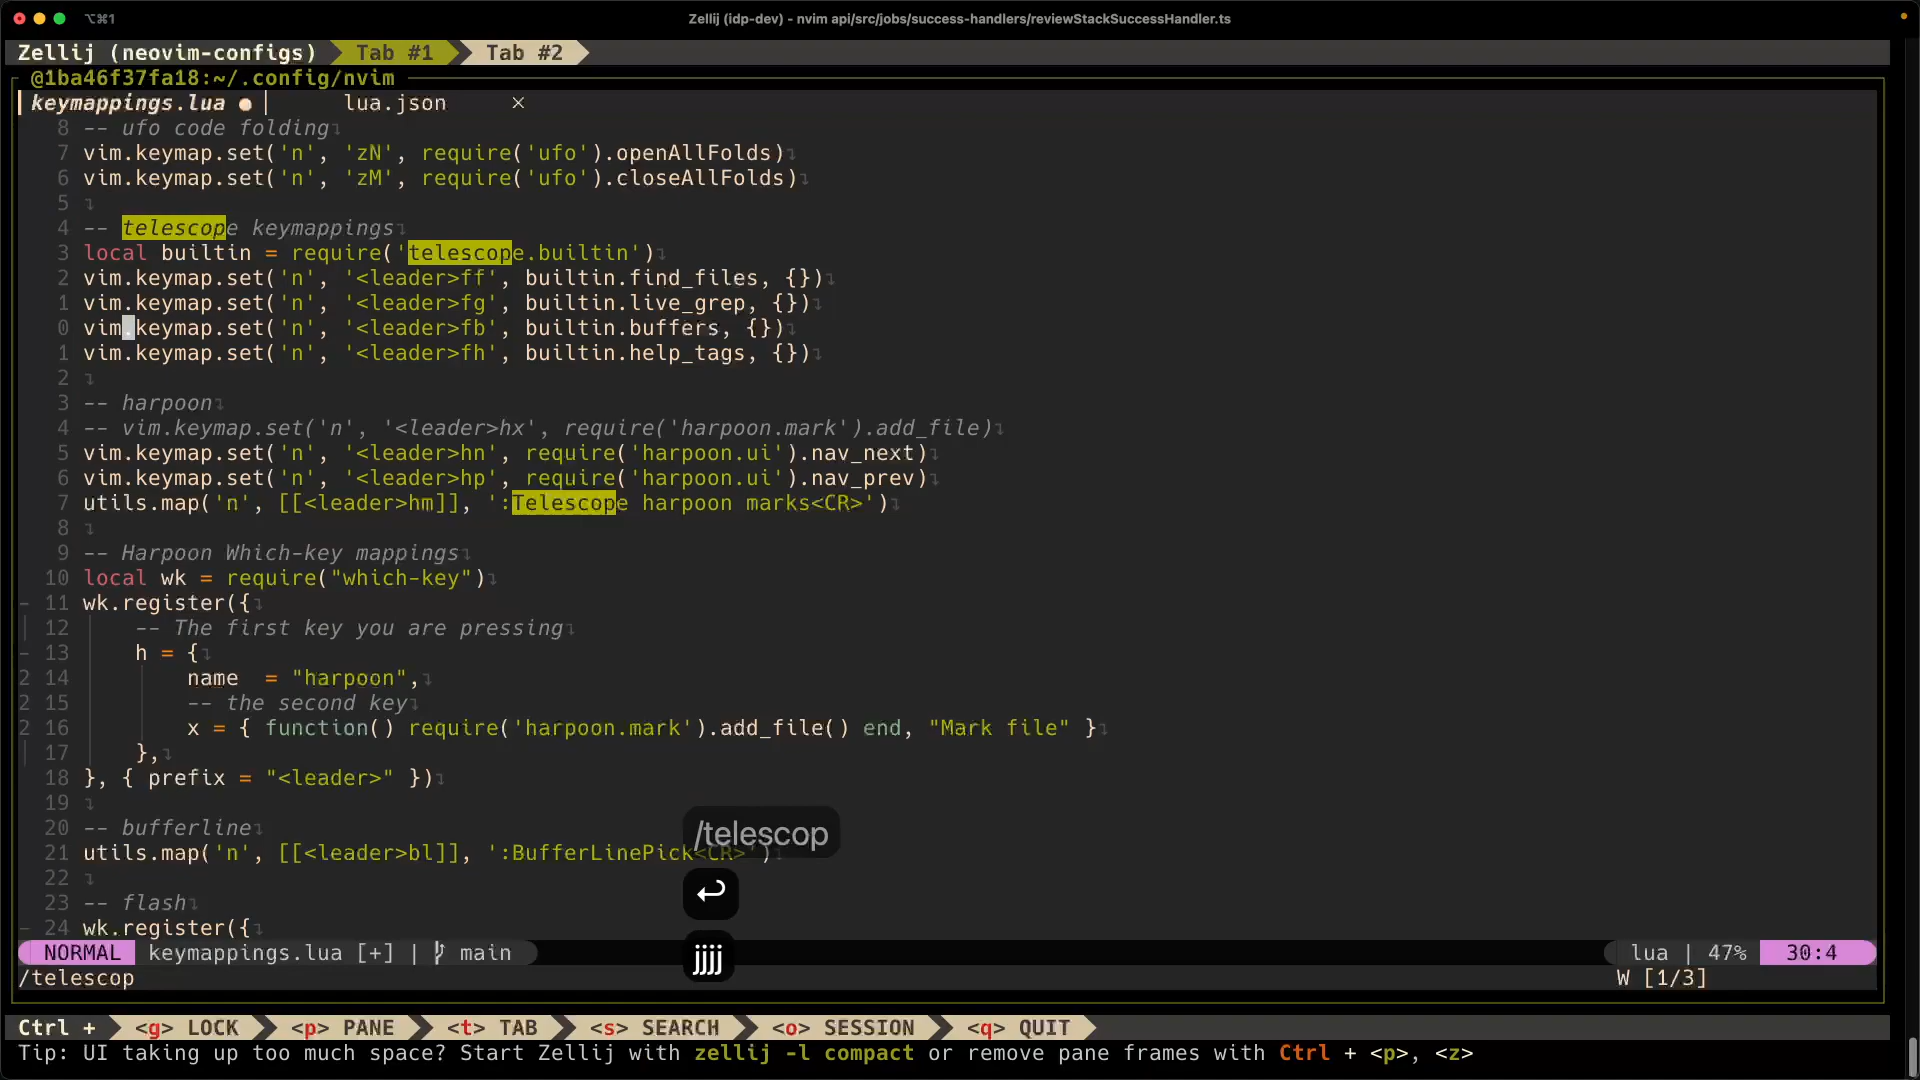 ⌥⌘1
Zellij (idp-dev) - nvim api/src/jobs/success-handlers/reviewStackSuccessHandler.ts
Zellij (neovim-configs) Tab #1 Tab #2
@1ba46f37fa18:~/.config/nvim
keymappings.lua ● | lua.json ×
8 -- ufo code folding
7 vim.keymap.set('n', 'zN', require('ufo').openAllFolds)
6 vim.keymap.set('n', 'zM', require('ufo').closeAllFolds)
5
4 -- telescope keymappings
3 local builtin = require('telescope.builtin')
2 vim.keymap.set('n', '<leader>ff', builtin.find_files, {})
1 vim.keymap.set('n', '<leader>fg', builtin.live_grep, {})
0 vim.keymap.set('n', '<leader>fb', builtin.buffers, {})
1 vim.keymap.set('n', '<leader>fh', builtin.help_tags, {})
2
3 -- harpoon
4 -- vim.keymap.set('n', '<leader>hx', require('harpoon.mark').add_file)
5 vim.keymap.set('n', '<leader>hn', require('harpoon.ui').nav_next)
6 vim.keymap.set('n', '<leader>hp', require('harpoon.ui').nav_prev)
7 utils.map('n', [[<leader>hm]], ':Telescope harpoon marks<CR>')
8
9 -- Harpoon Which-key mappings
10 local wk = require("which-key")
- 11 wk.register({
│ 12 -- The first key you are pressing
- 13 h = {
2 14 name = "harpoon",
2 15 -- the second key
2 16 x = { function() require('harpoon.mark').add_file() end, "Mark file" }
│ 17 },
18 }, { prefix = "<leader>" })
19
20 -- bufferline
21 utils.map('n', [[<leader>bl]], ':BufferLinePick<CR>')
22
23 -- flash
- 24 wk.register({
/telescop
↩
jjjj
NORMAL keymappings.lua [+] | main lua | 47% 30:4
/telescop W [1/3]
Ctrl + <g> LOCK <p> PANE <t> TAB <s> SEARCH <o> SESSION <q> QUIT
Tip: UI taking up too much space? Start Zellij with zellij -l compact or remove pane frames with Ctrl + <p>, <z>